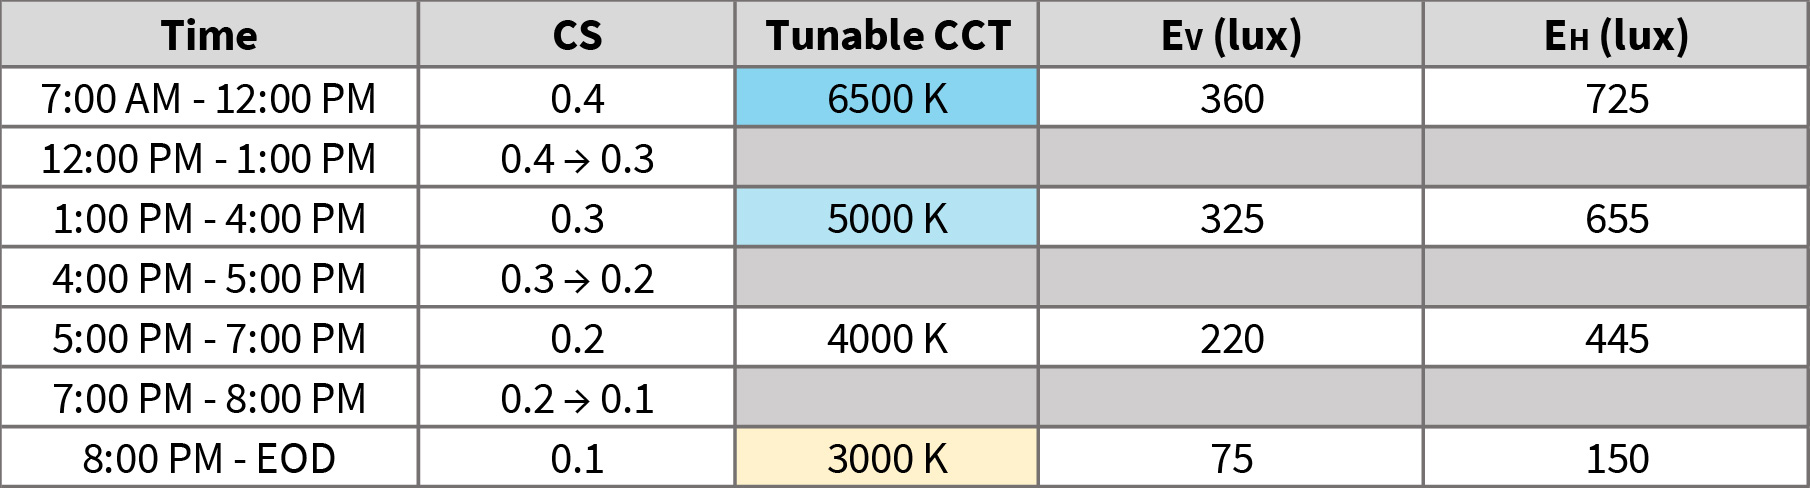 Time CS Tunable CCT EV (lux) EH (lux)
7:00 AM - 12:00 PM 0.4 6500 K 360 725
12:00 PM - 1:00 PM 0.4 → 0.3
1:00 PM - 4:00 PM 0.3 5000 K 325 655
4:00 PM - 5:00 PM 0.3 → 0.2
5:00 PM - 7:00 PM 0.2 4000 K 220 445
7:00 PM - 8:00 PM 0.2 → 0.1
8:00 PM - EOD 0.1 3000 K 75 150